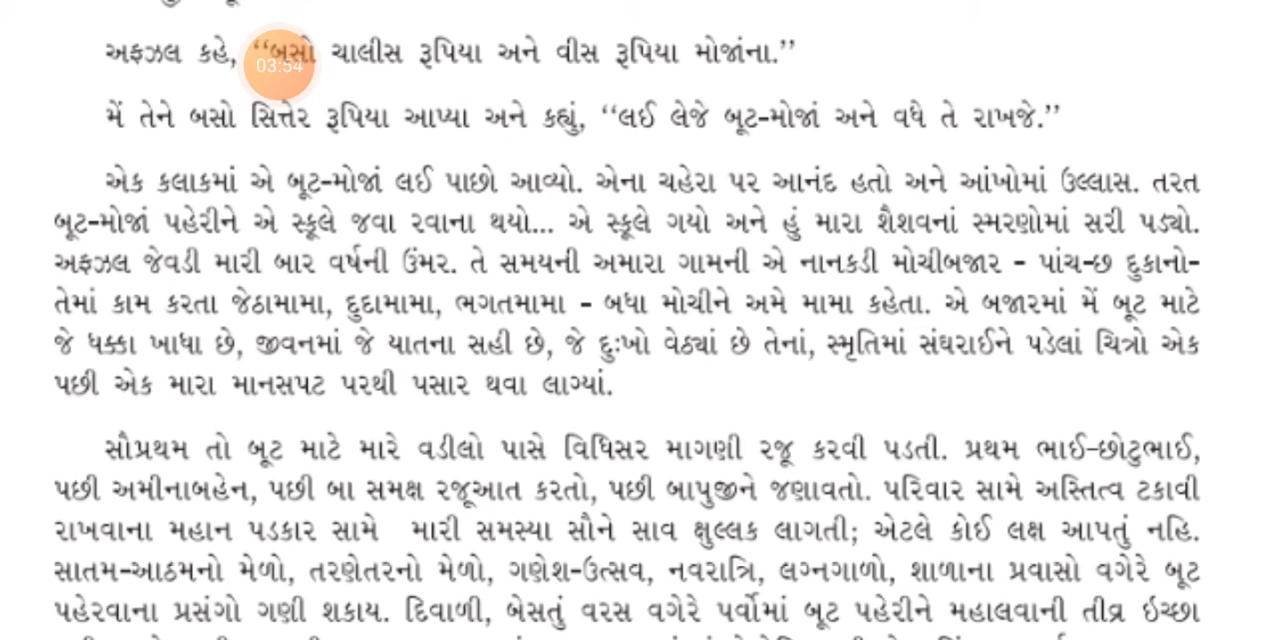 અફઝલ કહે, “બસો ચાલીસ રૂપિયા અને વીસ રૂપિયા મોજાંના.”
03:54
મેં તેને બસો સિત્તેર રૂપિયા આપ્યા અને કહ્યું, “લઈ લેજે બૂટ-મોજાં અને વધે તે રાખજે.”
એક કલાકમાં એ બૂટ-મોજાં લઈ પાછો આવ્યો. એના ચહેરા પર આનંદ હતો અને આંખોમાં ઉલ્લાસ. તરત
બૂટ-મોજાં પહેરીને એ સ્કૂલે જવા રવાના થયો... એ સ્કૂલે ગયો અને હું મારા શૈશવનાં સ્મરણોમાં સરી પડ્યો.
અફઝલ જેવડી મારી બાર વર્ષની ઉંમર. તે સમયની અમારા ગામની એ નાનકડી મોચીબજાર - પાંચ-છ દુકાનો-
તેમાં કામ કરતા જેઠામામા, દુદામામા, ભગતમામા - બધા મોચીને અમે મામા કહેતા. એ બજારમાં મેં બૂટ માટે
જે ધક્કા ખાધા છે, જીવનમાં જે યાતના સહી છે, જે દુઃખો વેઠ્યાં છે તેનાં, સ્મૃતિમાં સંઘરાઈને પડેલાં ચિત્રો એક
પછી એક મારા માનસપટ પરથી પસાર થવા લાગ્યાં.
સૌપ્રથમ તો બૂટ માટે મારે વડીલો પાસે વિધિસર માગણી રજૂ કરવી પડતી. પ્રથમ ભાઈ-છોટુભાઈ,
પછી અમીનાબહેન, પછી બા સમક્ષ રજૂઆત કરતો, પછી બાપુજીને જણાવતો. પરિવાર સામે અસ્તિત્વ ટકાવી
રાખવાના મહાન પડકાર સામે મારી સમસ્યા સૌને સાવ ક્ષુલ્લક લાગતી; એટલે કોઈ લક્ષ આપતું નહિ.
સાતમ-આઠમનો મેળો, તરણેતરનો મેળો, ગણેશ-ઉત્સવ, નવરાત્રિ, લગ્નગાળો, શાળાના પ્રવાસો વગેરે બૂટ
પહેરવાના પ્રસંગો ગણી શકાય. દિવાળી, બેસતું વરસ વગેરે પર્વોમાં બૂટ પહેરીને મહાલવાની તીવ્ર ઇચ્છા